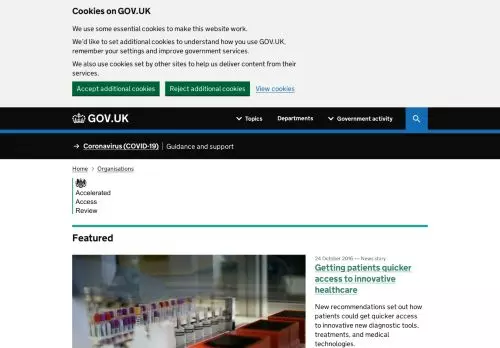 Cookies on GOV.UK
We use some essential cookies to make this website work.
We'd like to set additional cookies to understand how you use GOV.UK,
remember your settings and improve government services.
We also use cookies set by other sites to help us deliver content from their
services.
Accept additional cookies Reject additional cookies View cookies
GOV.UK Topics Departments Government activity
Coronavirus (COVID-19) Guidance and support
Home Organisations
Accelerated
Access
Review
Featured
24 October 2016 — News story
Getting patients quicker
access to innovative
healthcare
New recommendations set out how
patients could get quicker access
to innovative new diagnostic tools,
treatments, and medical
technologies.